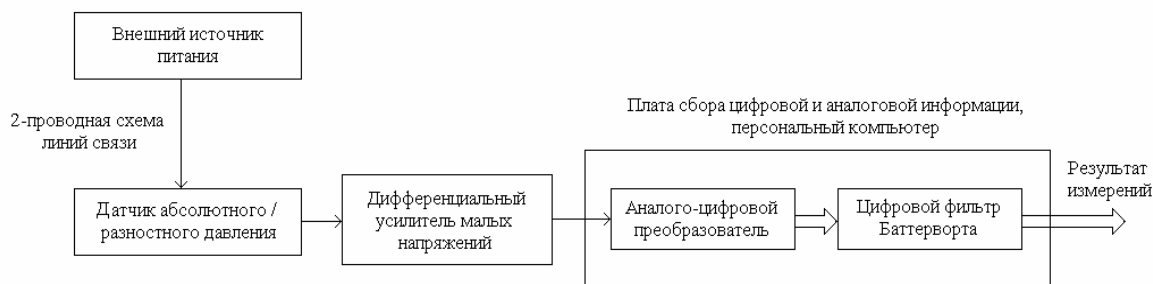 Внешний источник
питания
2-проводная схема
линий связи
Плата сбора цифровой и аналоговой информации,
персональный компьютер
Датчик абсолютного /
разностного давления
Дифференциальный
усилитель малых
напряжений
Аналого-цифровой
преобразователь
Цифровой фильтр
Баттерворта
Результат
измерений